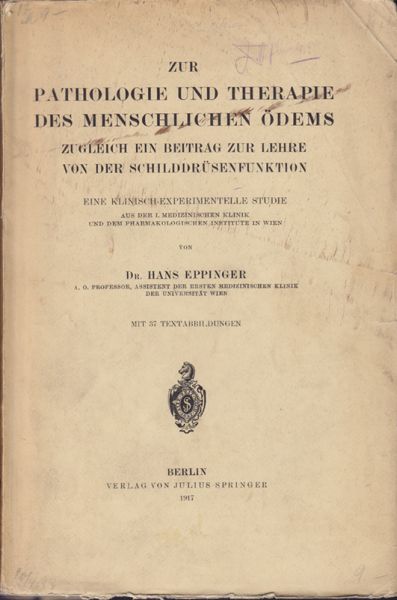 ZUR
PATHOLOGIE UND THERAPIE
DES MENSCHLICHEN ÖDEMS
ZUGLEICH EIN BEITRAG ZUR LEHRE
VON DER SCHILDDRÜSENFUNKTION
EINE KLINISCH-EXPERIMENTELLE STUDIE
AUS DER I. MEDIZINISCHEN KLINIK
UND DEM PHARMAKOLOGISCHEN INSTITUTE IN WIEN
VON
DR. HANS EPPINGER
A. O. PROFESSOR, ASSISTENT DER ERSTEN MEDIZINISCHEN KLINIK
DER UNIVERSITÄT WIEN
MIT 37 TEXTABBILDUNGEN
BERLIN
VERLAG VON JULIUS SPRINGER
1917